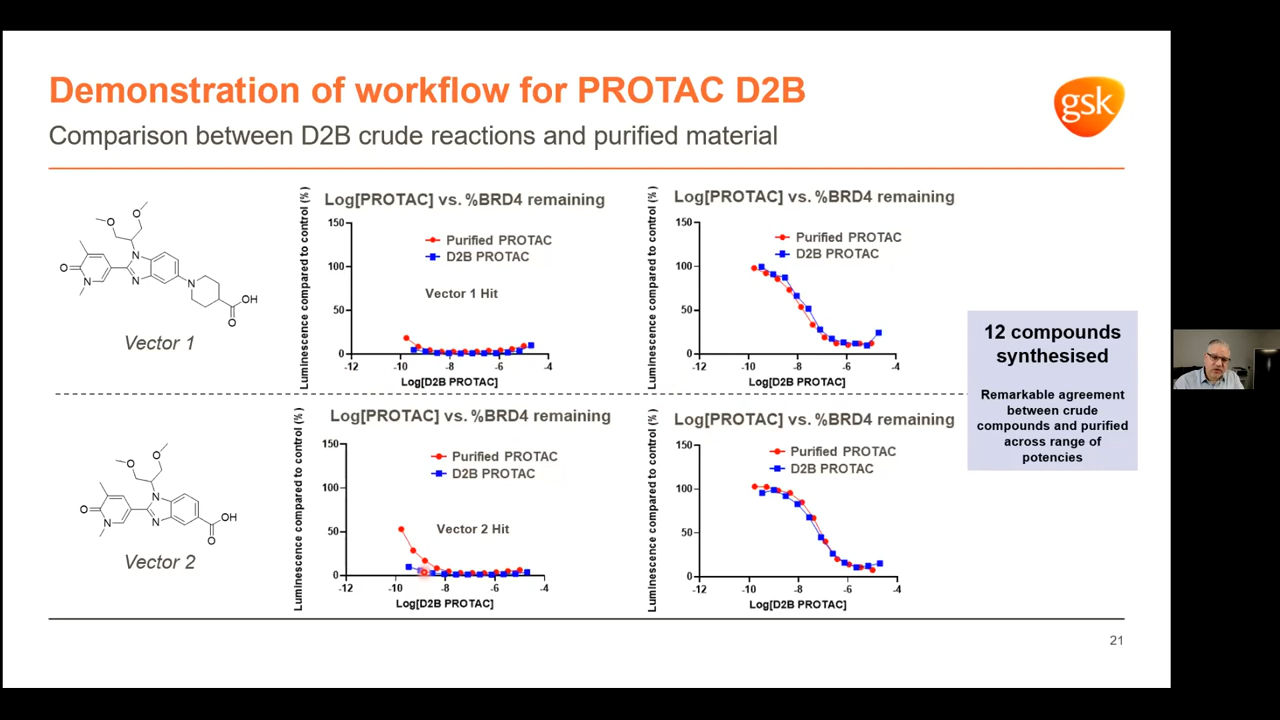 Demonstration of workflow for PROTAC D2B
gsk
Comparison between D2B crude reactions and purified material
Log[PROTAC] vs. %BRD4 remaining
Luminescence compared to control (%)
150
100
50
0
-12
-10
-8
-6
-4
Log[D2B PROTAC]
Purified PROTAC
D2B PROTAC
Vector 1 Hit
Log[PROTAC] vs. %BRD4 remaining
Luminescence compared to control (%)
150
100
50
0
-12
-10
-8
-6
-4
Log[D2B PROTAC]
Purified PROTAC
D2B PROTAC
O
O
N
N
O
N
N
OH
O
Vector 1
12 compounds
synthesised
Remarkable agreement
between crude
compounds and purified
across range of
potencies
Log[PROTAC] vs. %BRD4 remaining
Luminescence compared to control (%)
150
100
50
0
-12
-10
-8
-6
-4
Log[D2B PROTAC]
Purified PROTAC
D2B PROTAC
Vector 2 Hit
Log[PROTAC] vs. %BRD4 remaining
Luminescence compared to control (%)
150
100
50
0
-12
-10
-8
-6
-4
Log[D2B PROTAC]
Purified PROTAC
D2B PROTAC
O
O
N
O
N
N
OH
O
Vector 2
21